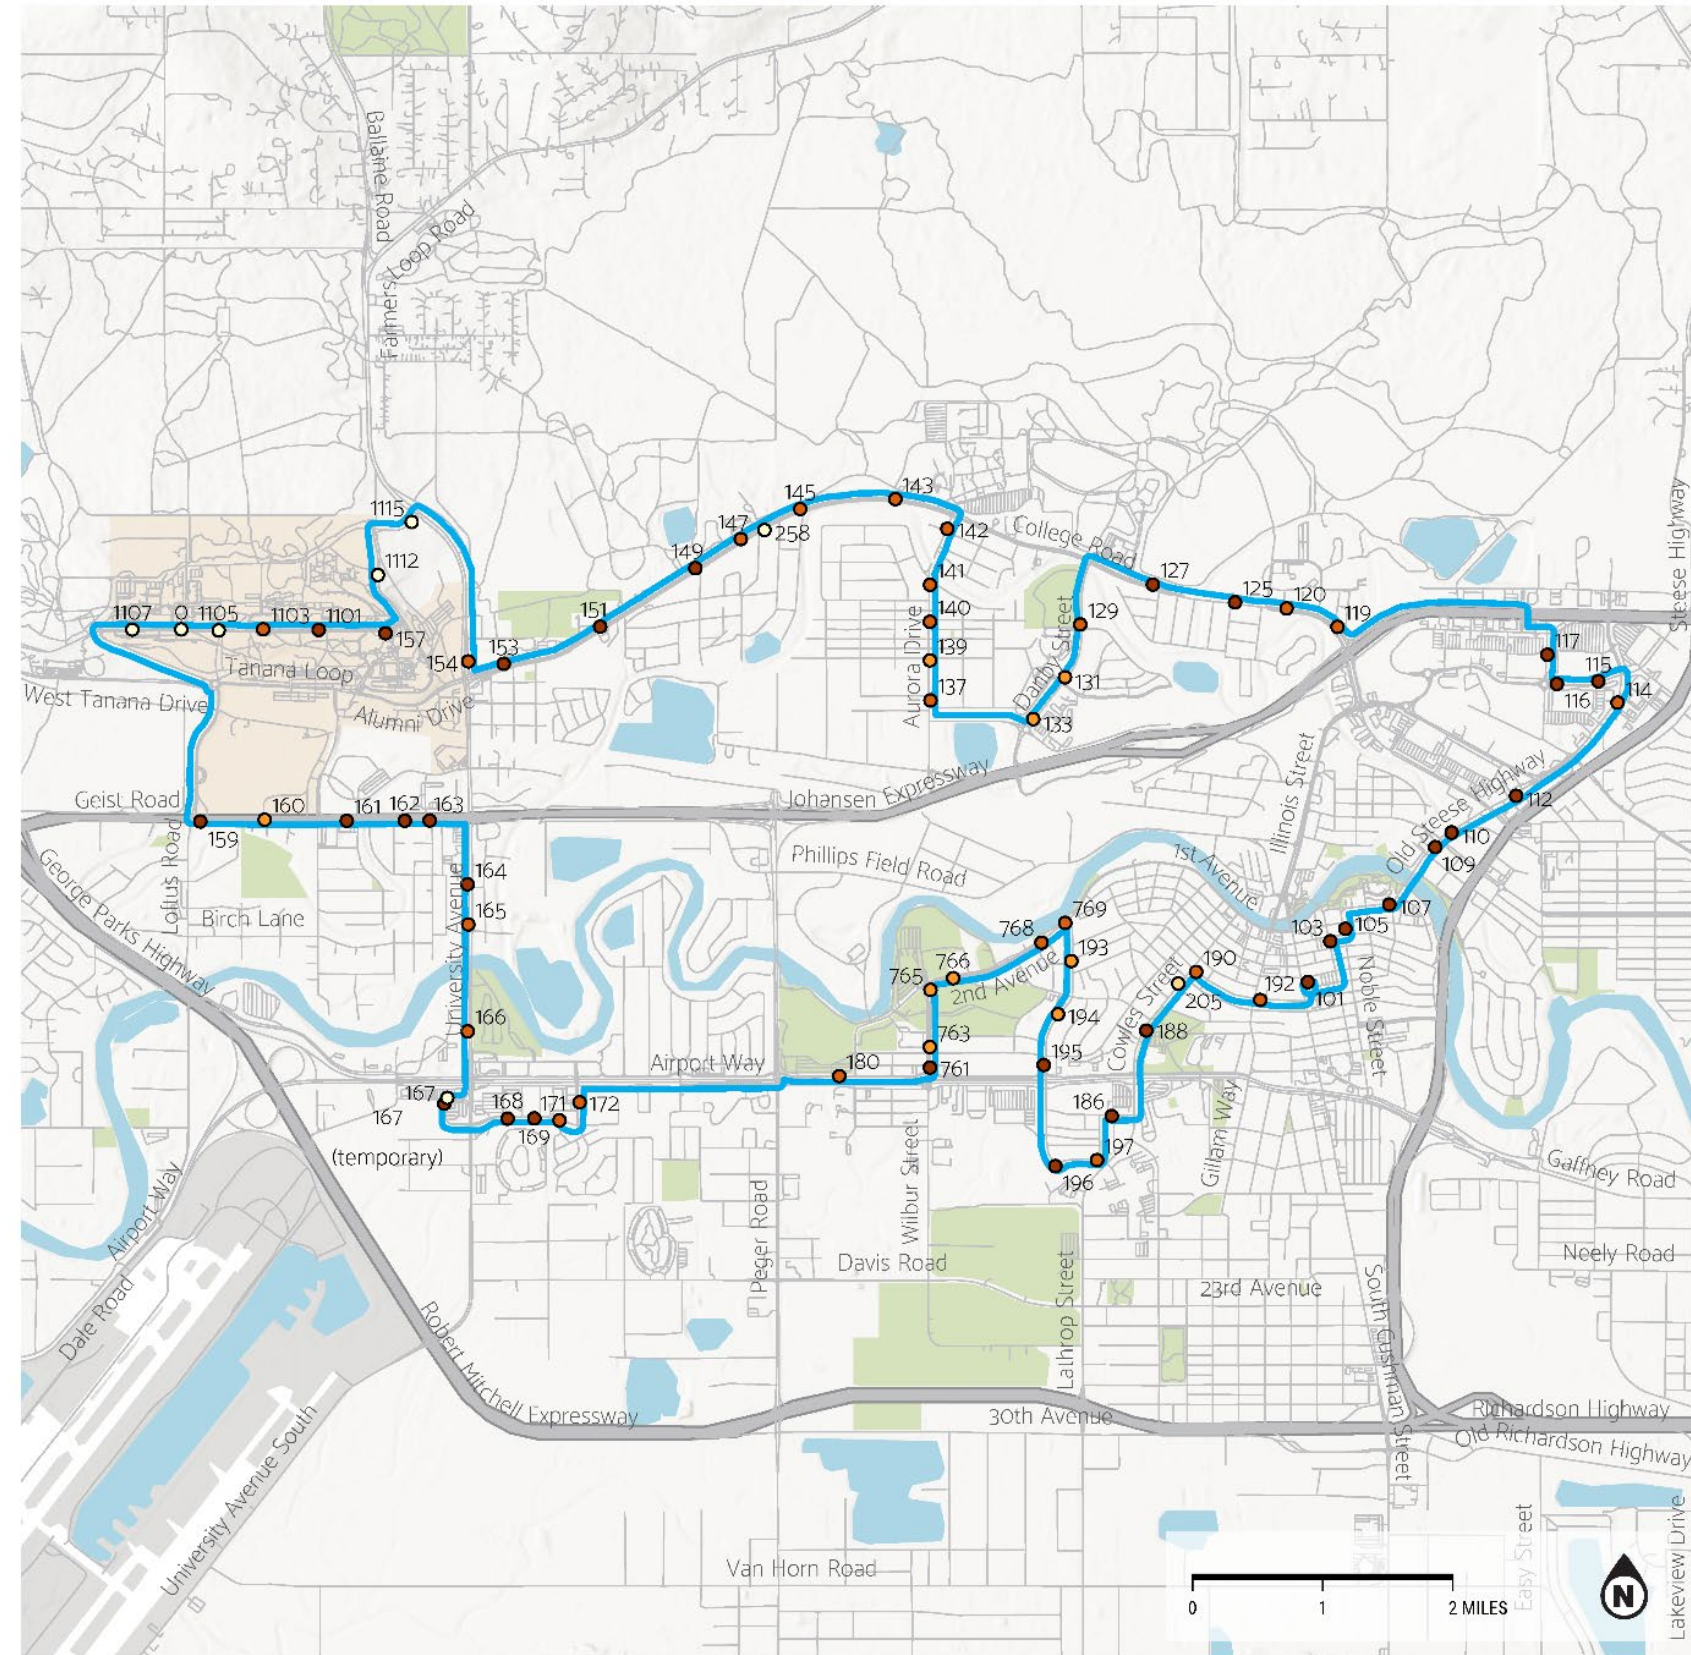 Ballaine Road
Farmers Loop Road
Steese Highway
1115
145
143
147
258
142
College Road
149
1112
141
127
125
120
1107
0
1105
1103
1101
151
140
129
119
157
153
139
117
154
Tanana Loop
Aurora Drive
Danby Street
131
115
West Tanana Drive
137
116
114
Alumni Drive
133
Illinois Street
Johansen Expressway
Geist Road
160
161
162
163
Old Steese Highway
112
159
110
109
George Parks Highway
Loftus Road
Phillips Field Road
1st Avenue
164
Birch Lane
University Avenue
165
107
769
103
105
768
193
765
766
2nd Avenue
190
192
101
Cowles Street
205
Noble Street
194
166
763
188
195
Airport Way
180
761
167
167
168
171
172
186
(temporary)
169
Gillam Way
197
196
Gaffney Road
Airport Way
Wilbur Street
Peger Road
Davis Road
Neely Road
Lathrop Street
23rd Avenue
South Cushman Street
Dale Road
Robert Mitchell Expressway
30th Avenue
Richardson Highway
Old Richardson Highway
University Avenue South
Van Horn Road
Easy Street
Lakeview Drive
N
0
1
2 MILES